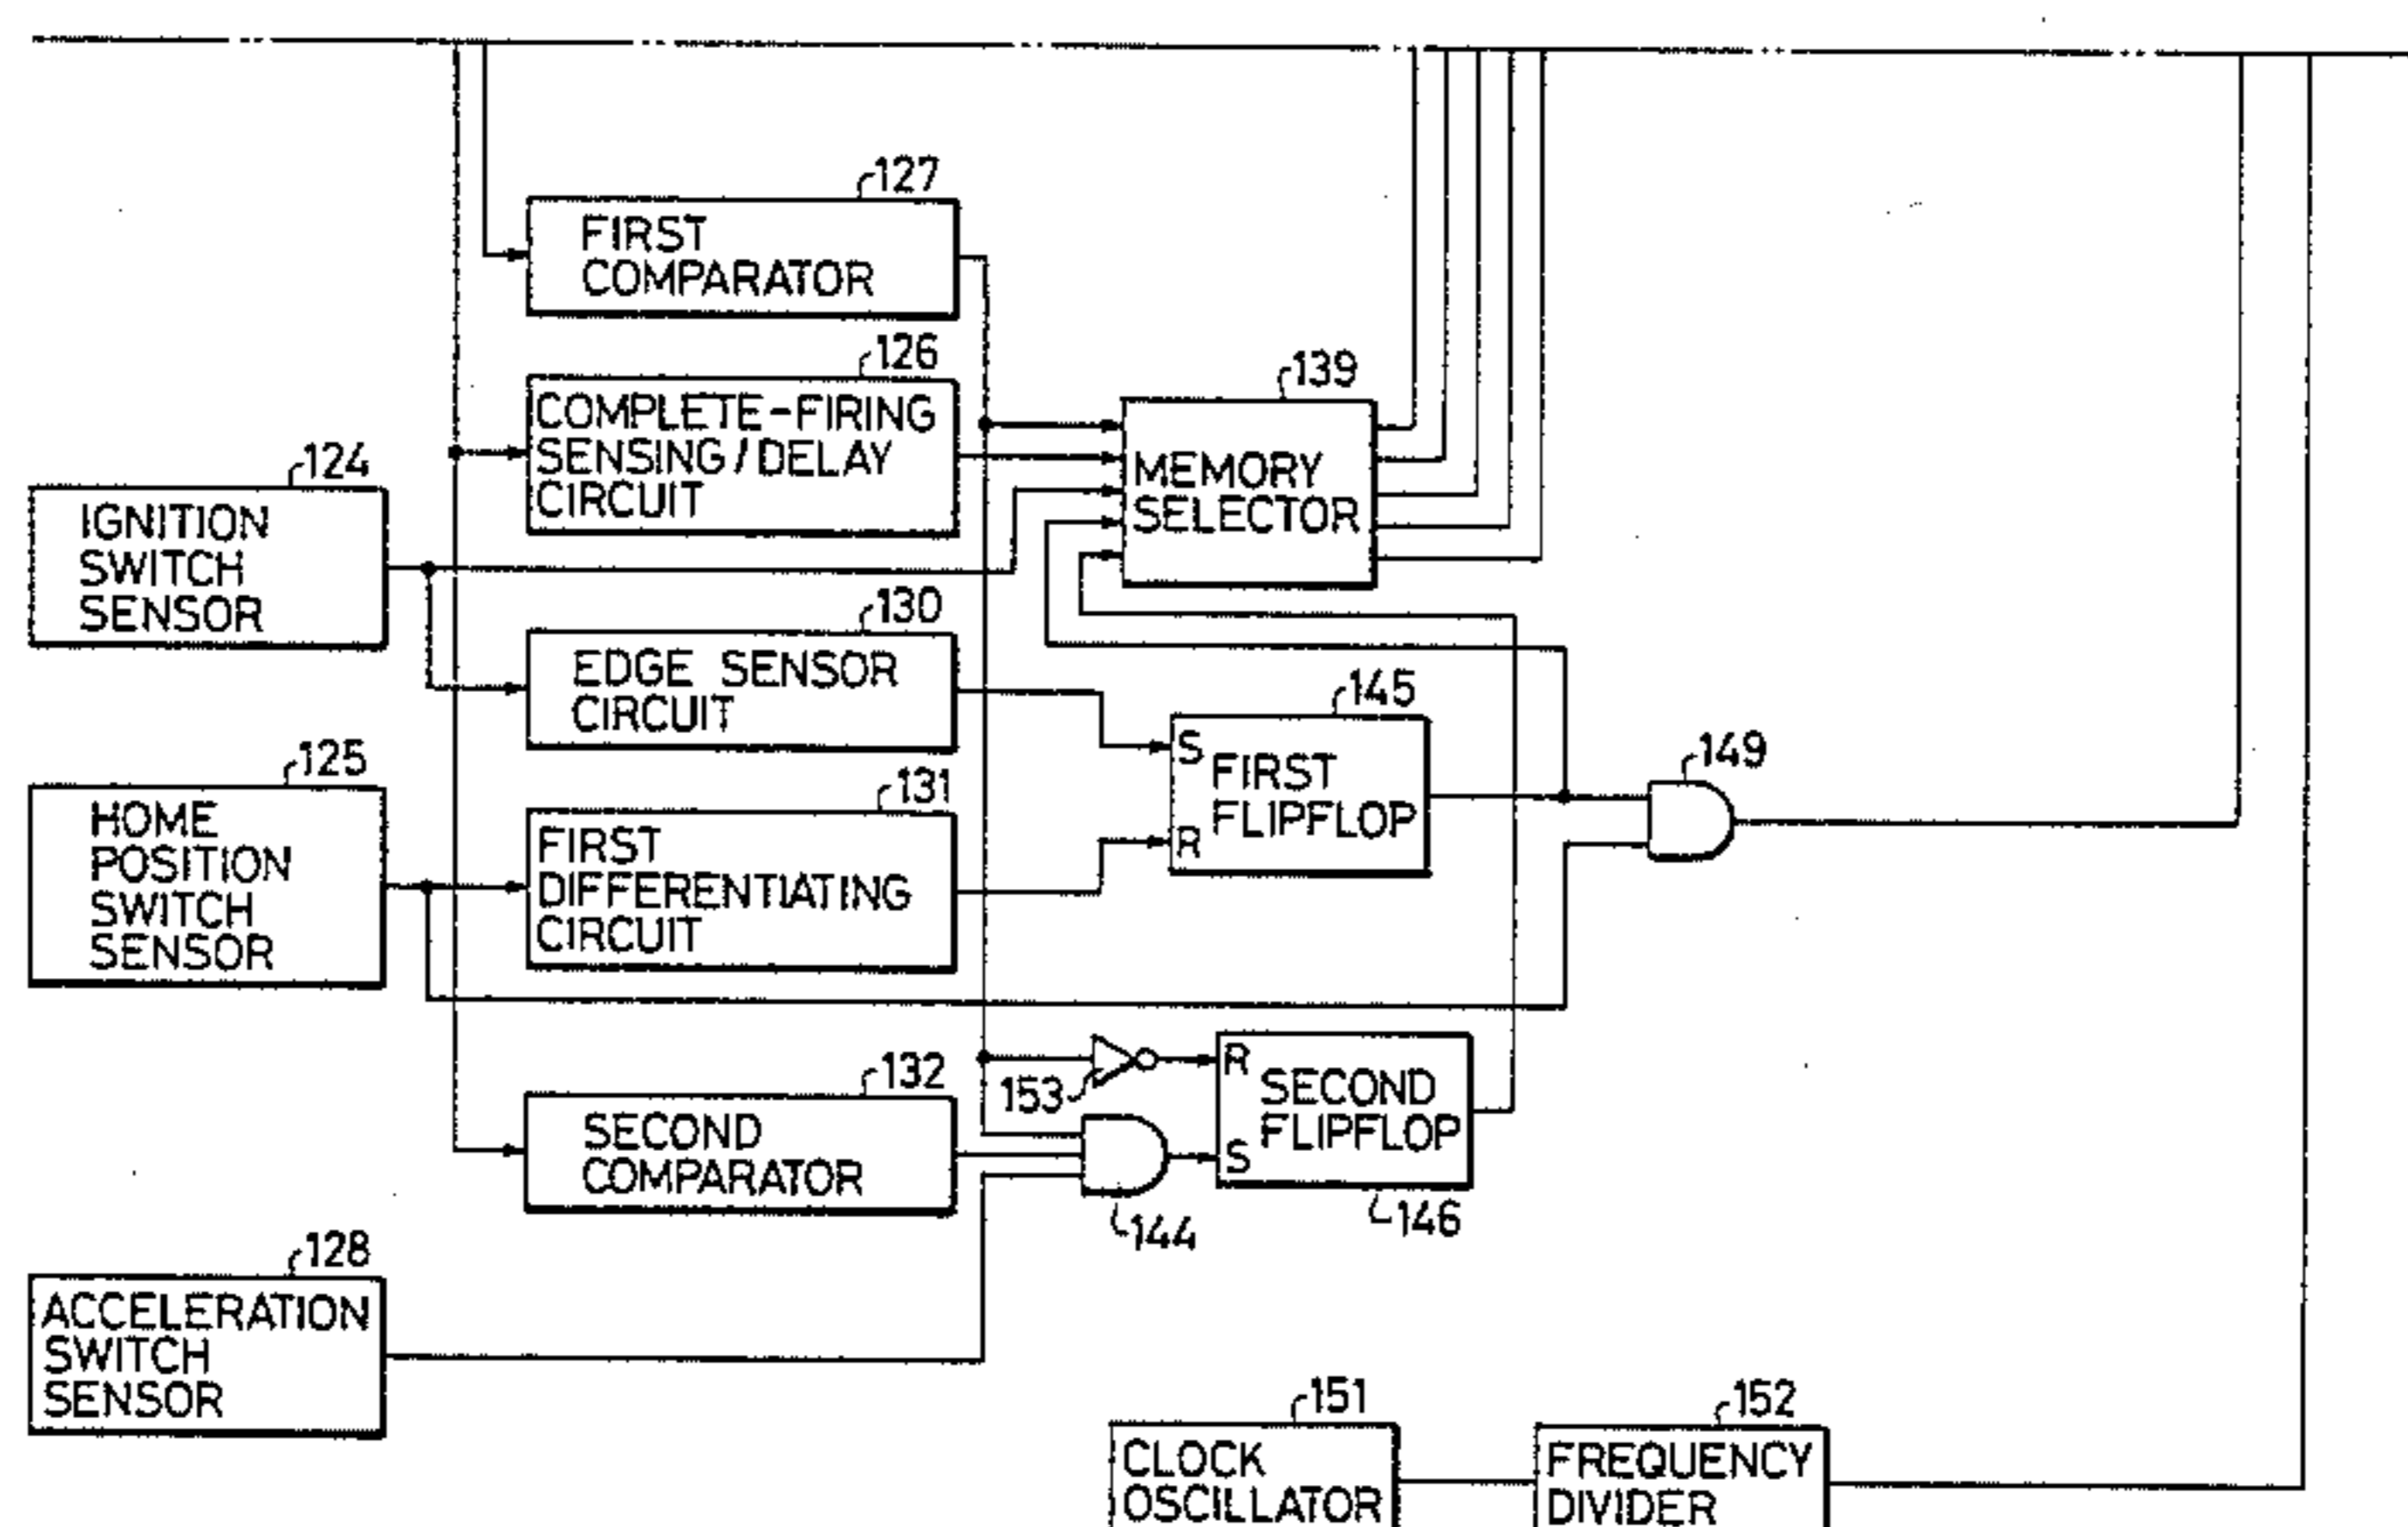 127
FIRST
COMPARATOR
126
COMPLETE-FIRING
SENSING/DELAY
CIRCUIT
139
MEMORY
SELECTOR
124
IGNITION
SWITCH
SENSOR
130
EDGE SENSOR
CIRCUIT
145
S
FIRST
FLIPFLOP
R
149
125
HOME
POSITION
SWITCH
SENSOR
131
FIRST
DIFFERENTIATING
CIRCUIT
153
R
SECOND
FLIPFLOP
S
146
132
SECOND
COMPARATOR
144
128
ACCELERATION
SWITCH
SENSOR
151
CLOCK
OSCILLATOR
152
FREQUENCY
DIVIDER